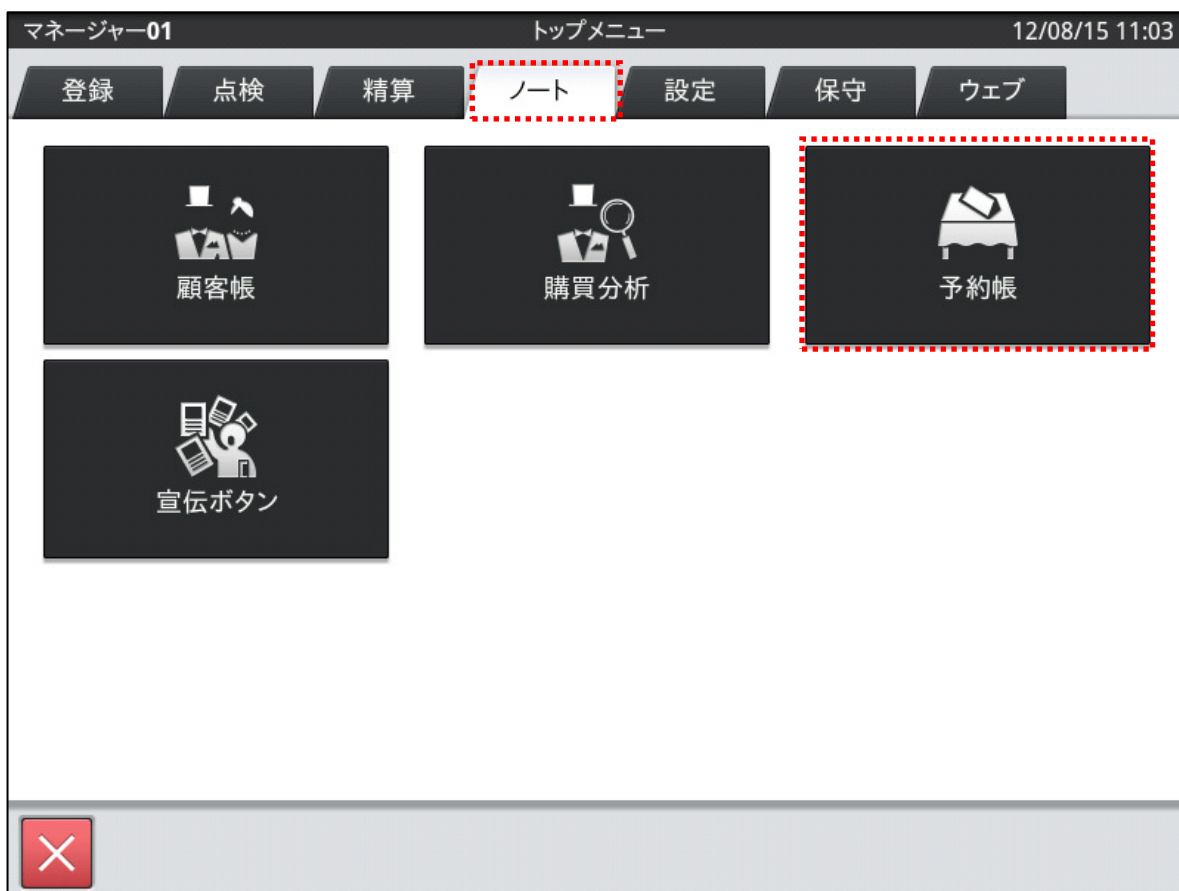 マネージャー01 トップメニュー 12/08/15 11:03
登録 点検 精算 ノート 設定 保守 ウェブ
顧客帳 購買分析 予約帳
宣伝ボタン